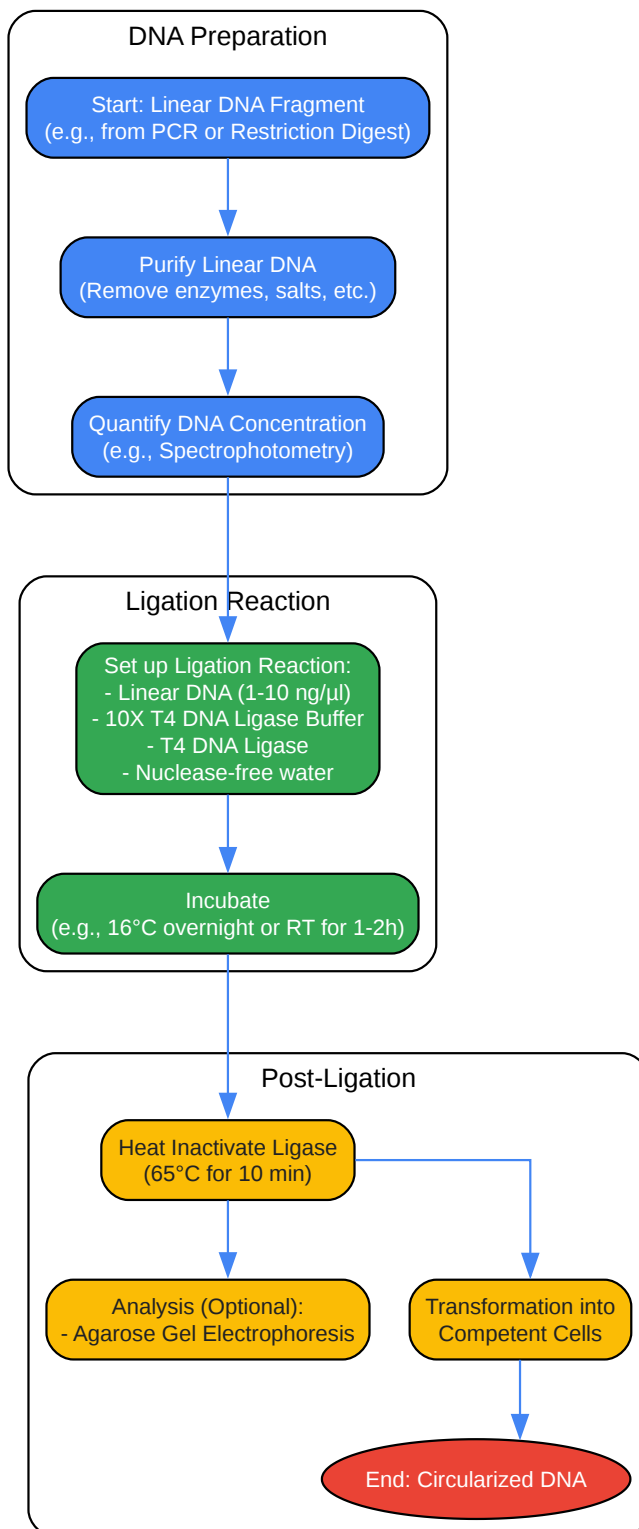 DNA Preparation
Start: Linear DNA Fragment
(e.g., from PCR or Restriction Digest)
Purify Linear DNA
(Remove enzymes, salts, etc.)
Quantify DNA Concentration
(e.g., Spectrophotometry)
Ligation Reaction
Set up Ligation Reaction:
- Linear DNA (1-10 ng/µl)
- 10X T4 DNA Ligase Buffer
- T4 DNA Ligase
- Nuclease-free water
Incubate
(e.g., 16°C overnight or RT for 1-2h)
Post-Ligation
Heat Inactivate Ligase
(65°C for 10 min)
Analysis (Optional):
- Agarose Gel Electrophoresis
Transformation into
Competent Cells
End: Circularized DNA